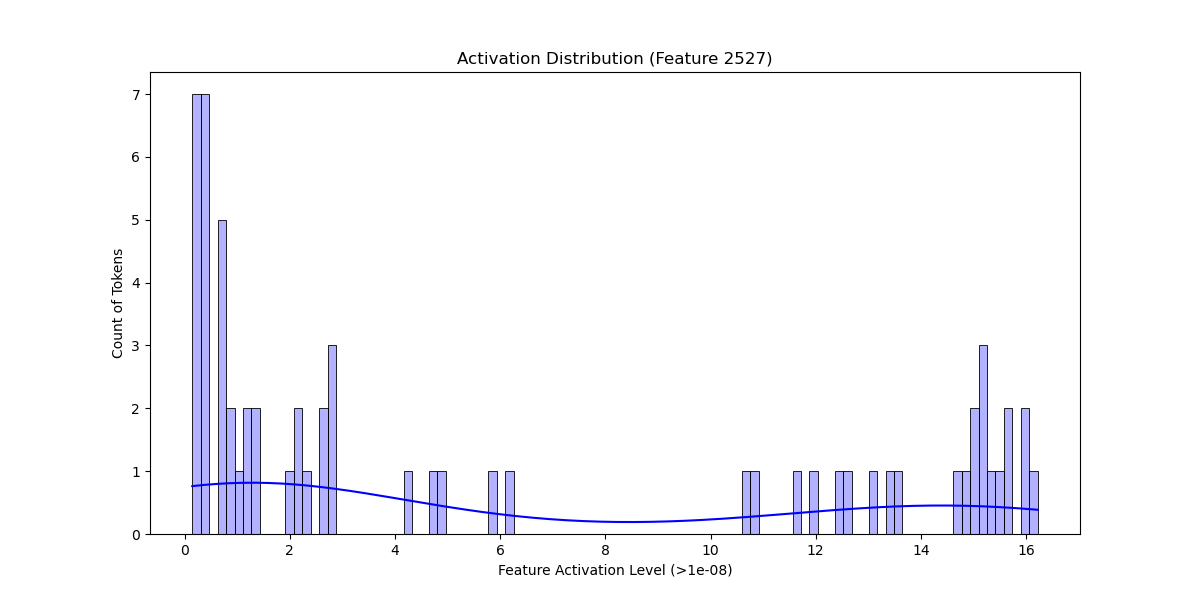 Activation Distribution (Feature 2527)
Count of Tokens
7
6
5
4
3
2
1
0
0 2 4 6 8 10 12 14 16
Feature Activation Level (>1e-08)